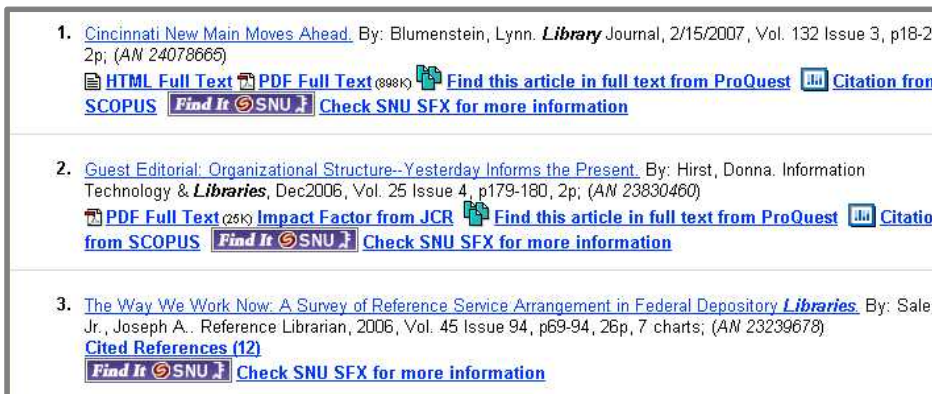 1. Cincinnati New Main Moves Ahead. By: Blumenstein, Lynn. Library Journal, 2/15/2007, Vol. 132 Issue 3, p18-2
2p; (AN 24078665)
HTML Full Text PDF Full Text (898K) Find this article in full text from ProQuest Citation from
SCOPUS Find It SSNU Check SNU SFX for more information
2. Guest Editorial: Organizational Structure--Yesterday Informs the Present. By: Hirst, Donna. Information
Technology & Libraries, Dec2006, Vol. 25 Issue 4, p179-180, 2p; (AN 23830460)
PDF Full Text (25K) Impact Factor from JCR Find this article in full text from ProQuest Citatio
from SCOPUS Find It SSNU Check SNU SFX for more information
3. The Way We Work Now: A Survey of Reference Service Arrangement in Federal Depository Libraries. By: Sale
Jr., Joseph A.. Reference Librarian, 2006, Vol. 45 Issue 94, p69-94, 26p, 7 charts; (AN 23239678)
Cited References (12)
Find It SSNU Check SNU SFX for more information